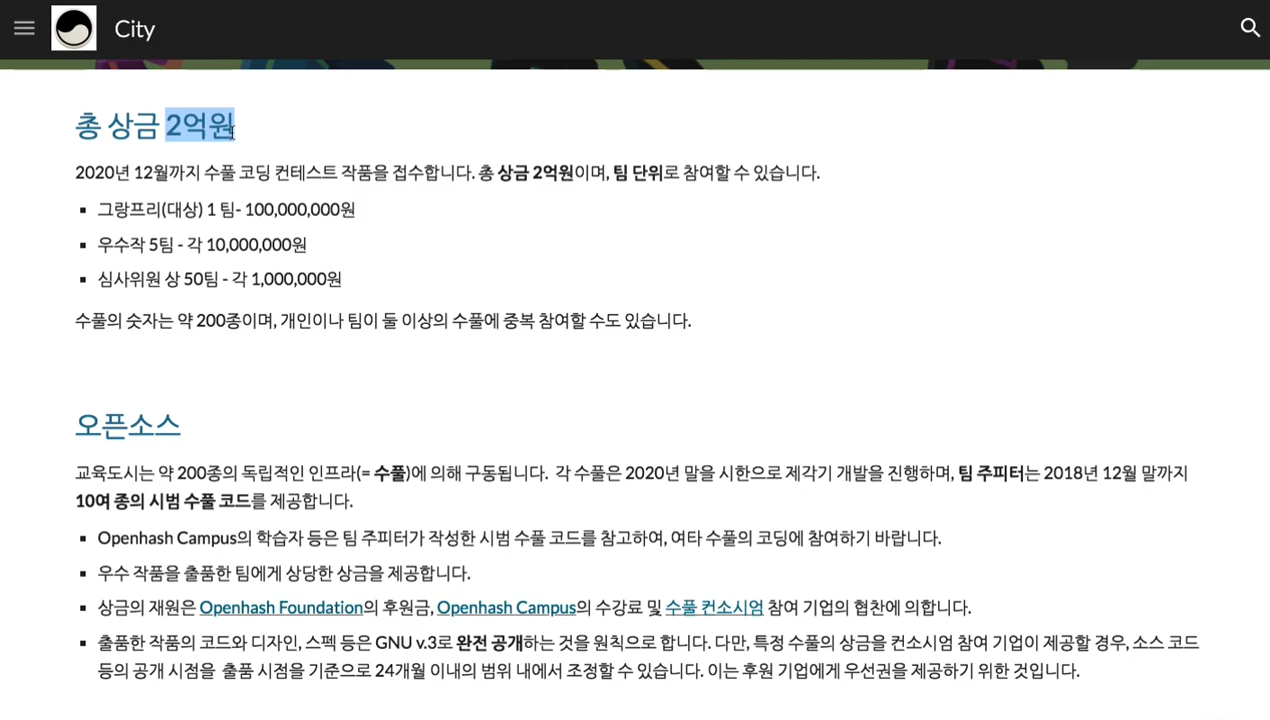 City
총 상금 2억원
2020년 12월까지 수풀 코딩 컨테스트 작품을 접수합니다. 총 상금 2억원이며, 팀 단위로 참여할 수 있습니다.
▪ 그랑프리(대상) 1 팀- 100,000,000원
▪ 우수작 5팀 - 각 10,000,000원
▪ 심사위원 상 50팀 - 각 1,000,000원
수풀의 숫자는 약 200종이며, 개인이나 팀이 둘 이상의 수풀에 중복 참여할 수도 있습니다.
오픈소스
교육도시는 약 200종의 독립적인 인프라(= 수풀)에 의해 구동됩니다. 각 수풀은 2020년 말을 시한으로 제각기 개발을 진행하며, 팀 주피터는 2018년 12월 말까지
10여 종의 시범 수풀 코드를 제공합니다.
▪ Openhash Campus의 학습자 등은 팀 주피터가 작성한 시범 수풀 코드를 참고하여, 여타 수풀의 코딩에 참여하기 바랍니다.
▪ 우수 작품을 출품한 팀에게 상당한 상금을 제공합니다.
▪ 상금의 재원은 Openhash Foundation의 후원금, Openhash Campus의 수강료 및 수풀 컨소시엄 참여 기업의 협찬에 의합니다.
▪ 출품한 작품의 코드와 디자인, 스펙 등은 GNU v.3로 완전 공개하는 것을 원칙으로 합니다. 다만, 특정 수풀의 상금을 컨소시엄 참여 기업이 제공할 경우, 소스 코드
등의 공개 시점을 출품 시점을 기준으로 24개월 이내의 범위 내에서 조정할 수 있습니다. 이는 후원 기업에게 우선권을 제공하기 위한 것입니다.